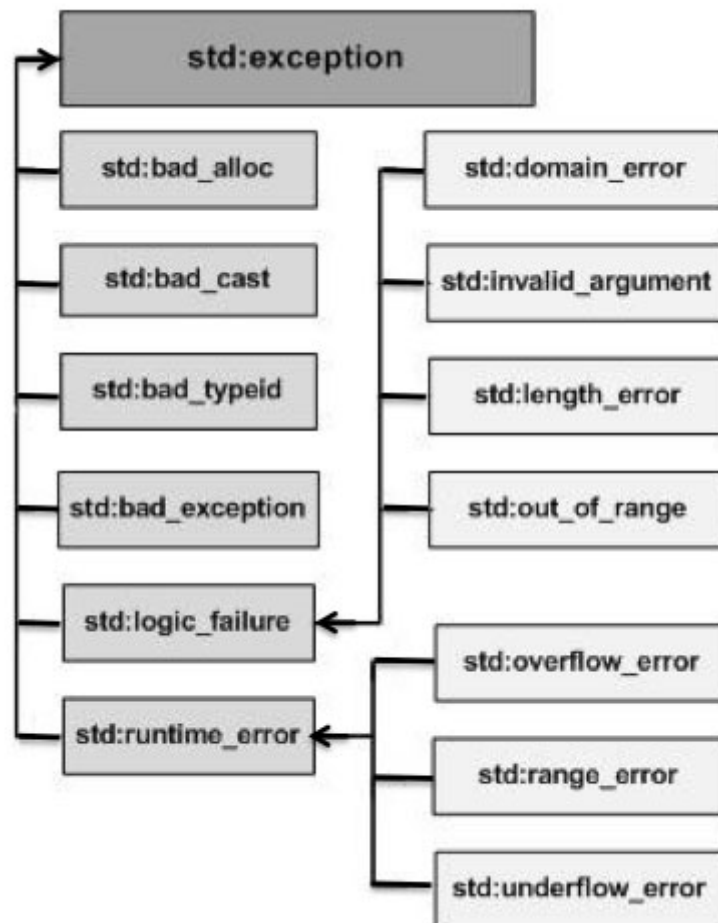 std:exception
std:bad_alloc
std:bad_cast
std:bad_typeid
std:bad_exception
std:logic_failure
std:runtime_error
std:domain_error
std:invalid_argument
std:length_error
std:out_of_range
std:overflow_error
std:range_error
std:underflow_error